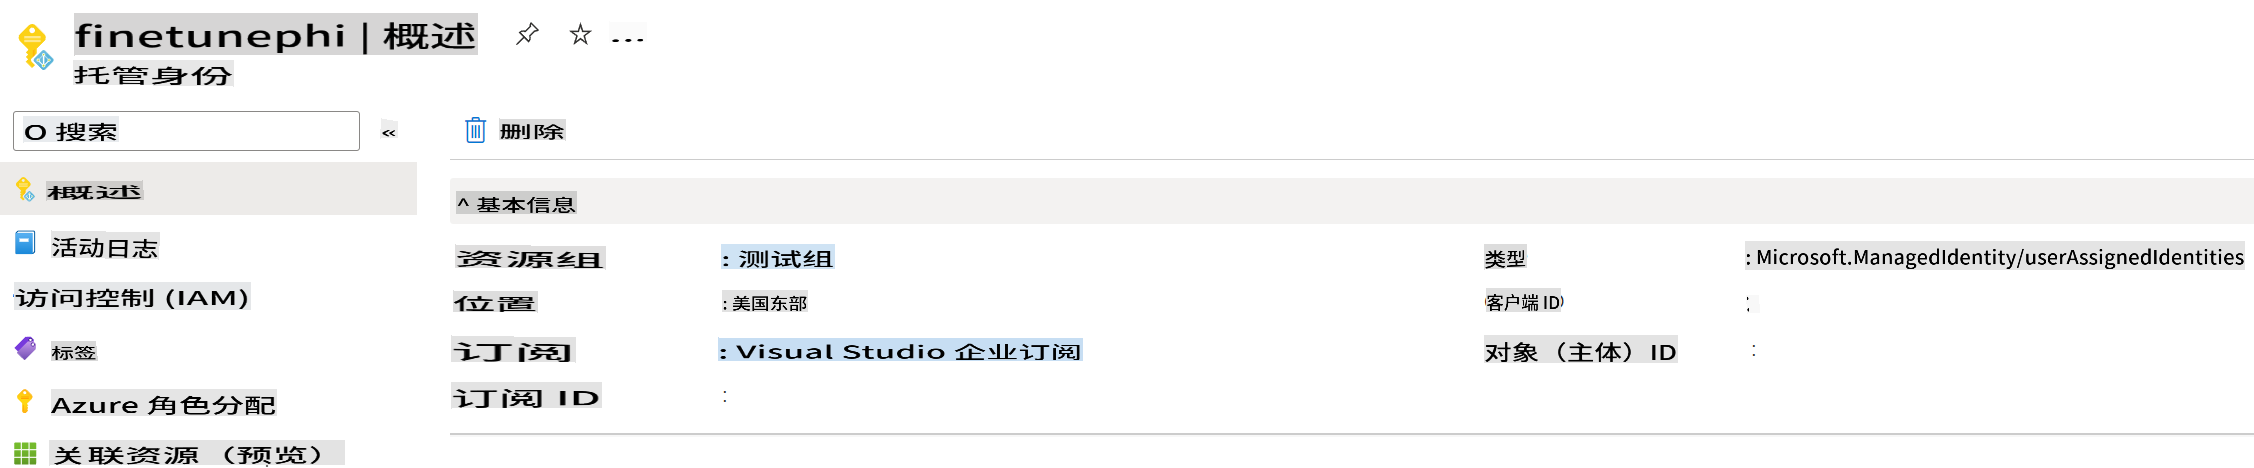 finetunephi | 概述
...
托管身份
搜索
«
删除
概述
^ 基本信息
活动日志
资源组
: 测试组
类型
: Microsoft.ManagedIdentity/userAssignedIdentities
访问控制 (IAM)
位置
: 美国东部
客户端 ID
:
标签
订阅
: Visual Studio 企业订阅
对象（主体）ID
:
Azure 角色分配
订阅 ID
:
关联资源 （预览）